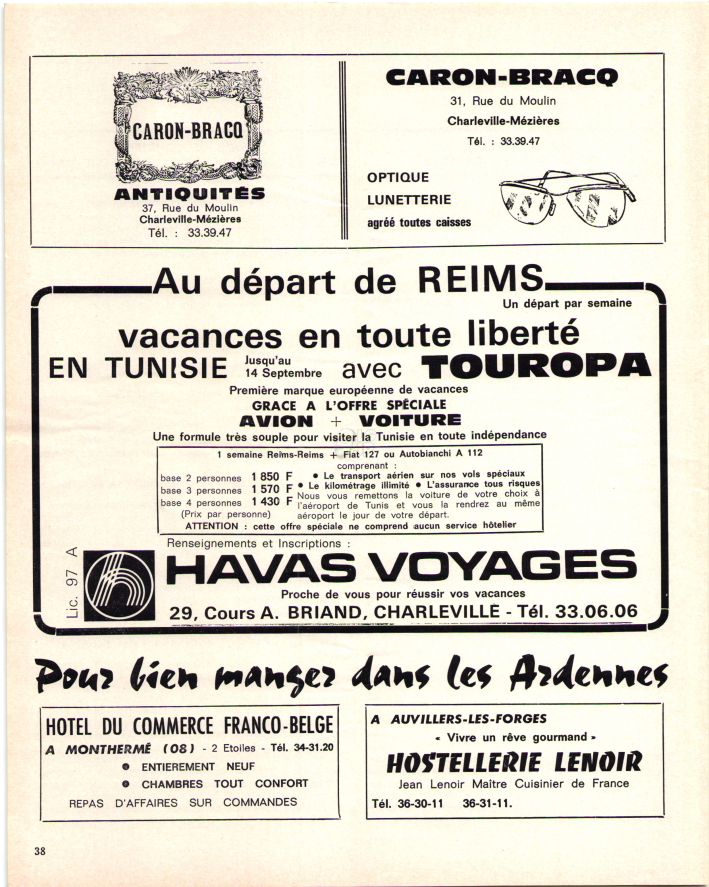 CARON-BRACQ
ANTIQUITÉS
37, Rue du Moulin
Charleville-Mézières
Tél. : 33.39.47
CARON-BRACQ
31, Rue du Moulin
Charleville-Mézières
Tél. : 33.39.47
OPTIQUE
LUNETTERIE
agréé toutes caisses
Au départ de REIMS
Un départ par semaine
vacances en toute liberté
EN TUNISIE Jusqu'au 14 Septembre avec TOUROPA
Première marque européenne de vacances
GRACE A L'OFFRE SPÉCIALE
AVION + VOITURE
Une formule très souple pour visiter la Tunisie en toute indépendance
1 semaine Reims-Reims + Fiat 127 ou Autobianchi A 112
comprenant :
base 2 personnes 1 850 F
base 3 personnes 1 570 F
base 4 personnes 1 430 F
(Prix par personne)
• Le transport aérien sur nos vols spéciaux
• Le kilométrage illimité • L'assurance tous risques
Nous vous remettons la voiture de votre choix à
l'aéroport de Tunis et vous la rendrez au même
aéroport le jour de votre départ.
ATTENTION : cette offre spéciale ne comprend aucun service hôtelier
Renseignements et Inscriptions :
Lic. 97 A
HAVAS VOYAGES
Proche de vous pour réussir vos vacances
29, Cours A. BRIAND, CHARLEVILLE - Tél. 33.06.06
Pour bien manger dans les Ardennes
HOTEL DU COMMERCE FRANCO-BELGE
A MONTHERMÉ (08) - 2 Etoiles - Tél. 34-31.20
• ENTIEREMENT NEUF
• CHAMBRES TOUT CONFORT
REPAS D'AFFAIRES SUR COMMANDES
A AUVILLERS-LES-FORGES
« Vivre un rêve gourmand »
HOSTELLERIE LENOIR
Jean Lenoir Maître Cuisinier de France
Tél. 36-30-11 36-31-11.
38